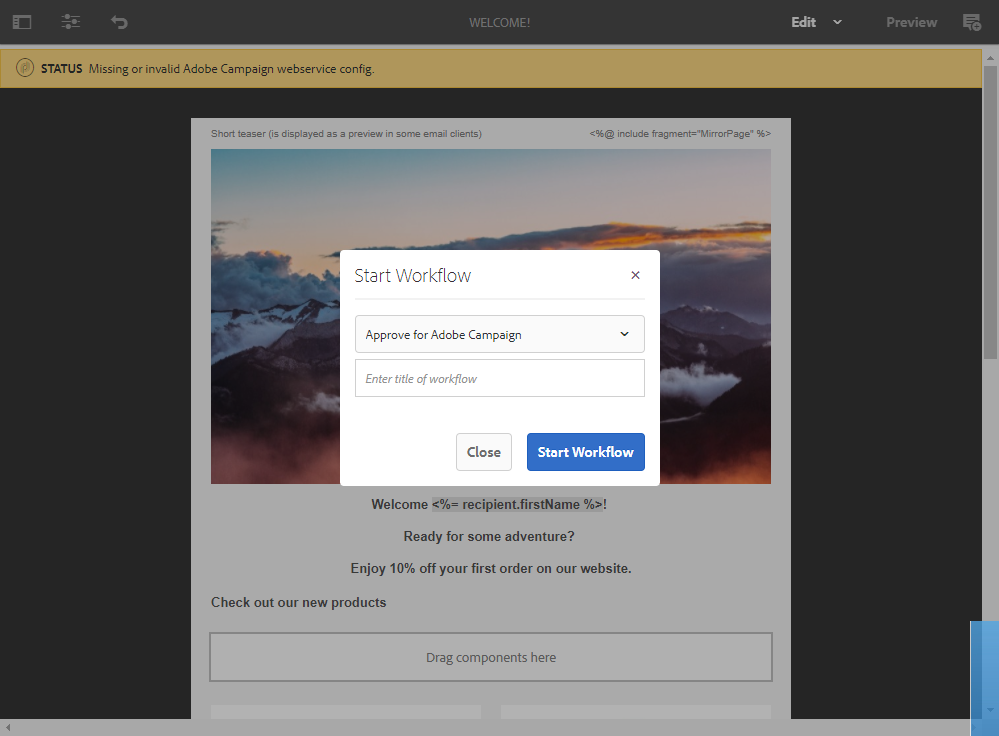 WELCOME!
Edit
Preview
STATUS Missing or invalid Adobe Campaign webservice config.
Short teaser (is displayed as a preview in some email clients)
<%@ include fragment="MirrorPage" %>
Start Workflow
Approve for Adobe Campaign
Enter title of workflow
Close
Start Workflow
Welcome <%= recipient.firstName %>!
Ready for some adventure?
Enjoy 10% off your first order on our website.
Check out our new products
Drag components here